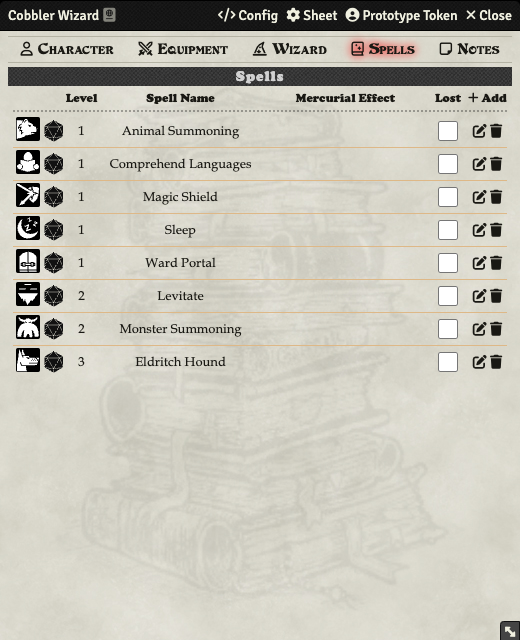 Cobbler Wizard </> Config Sheet Prototype Token × Close
Character Equipment Wizard Spells Notes
Spells
Level Spell Name Mercurial Effect Lost + Add
1 Animal Summoning
1 Comprehend Languages
1 Magic Shield
1 Sleep
1 Ward Portal
2 Levitate
2 Monster Summoning
3 Eldritch Hound